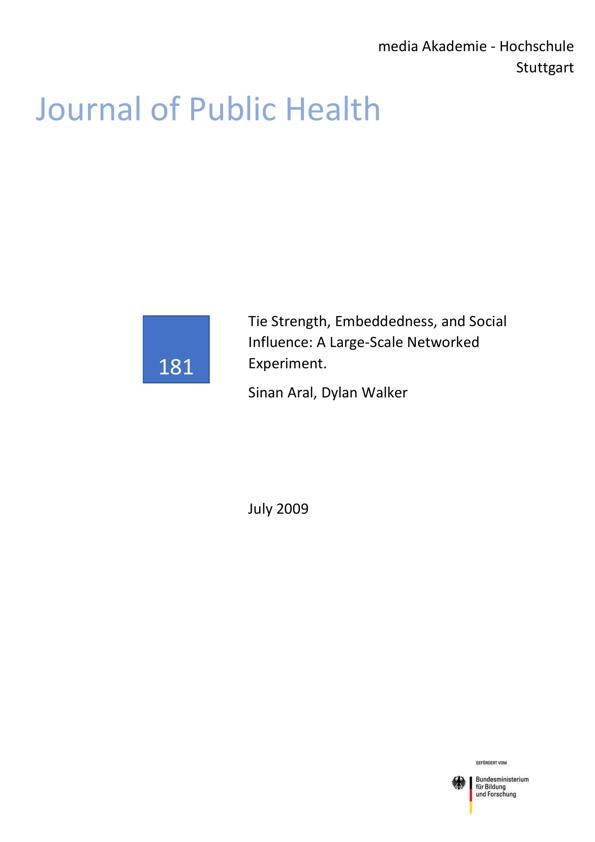 media Akademie - Hochschule
Stuttgart
Journal of Public Health
181
Tie Strength, Embeddedness, and Social
Influence: A Large-Scale Networked
Experiment.
Sinan Aral, Dylan Walker
July 2009
GEFÖRDERT VOM
Bundesministerium
für Bildung
und Forschung